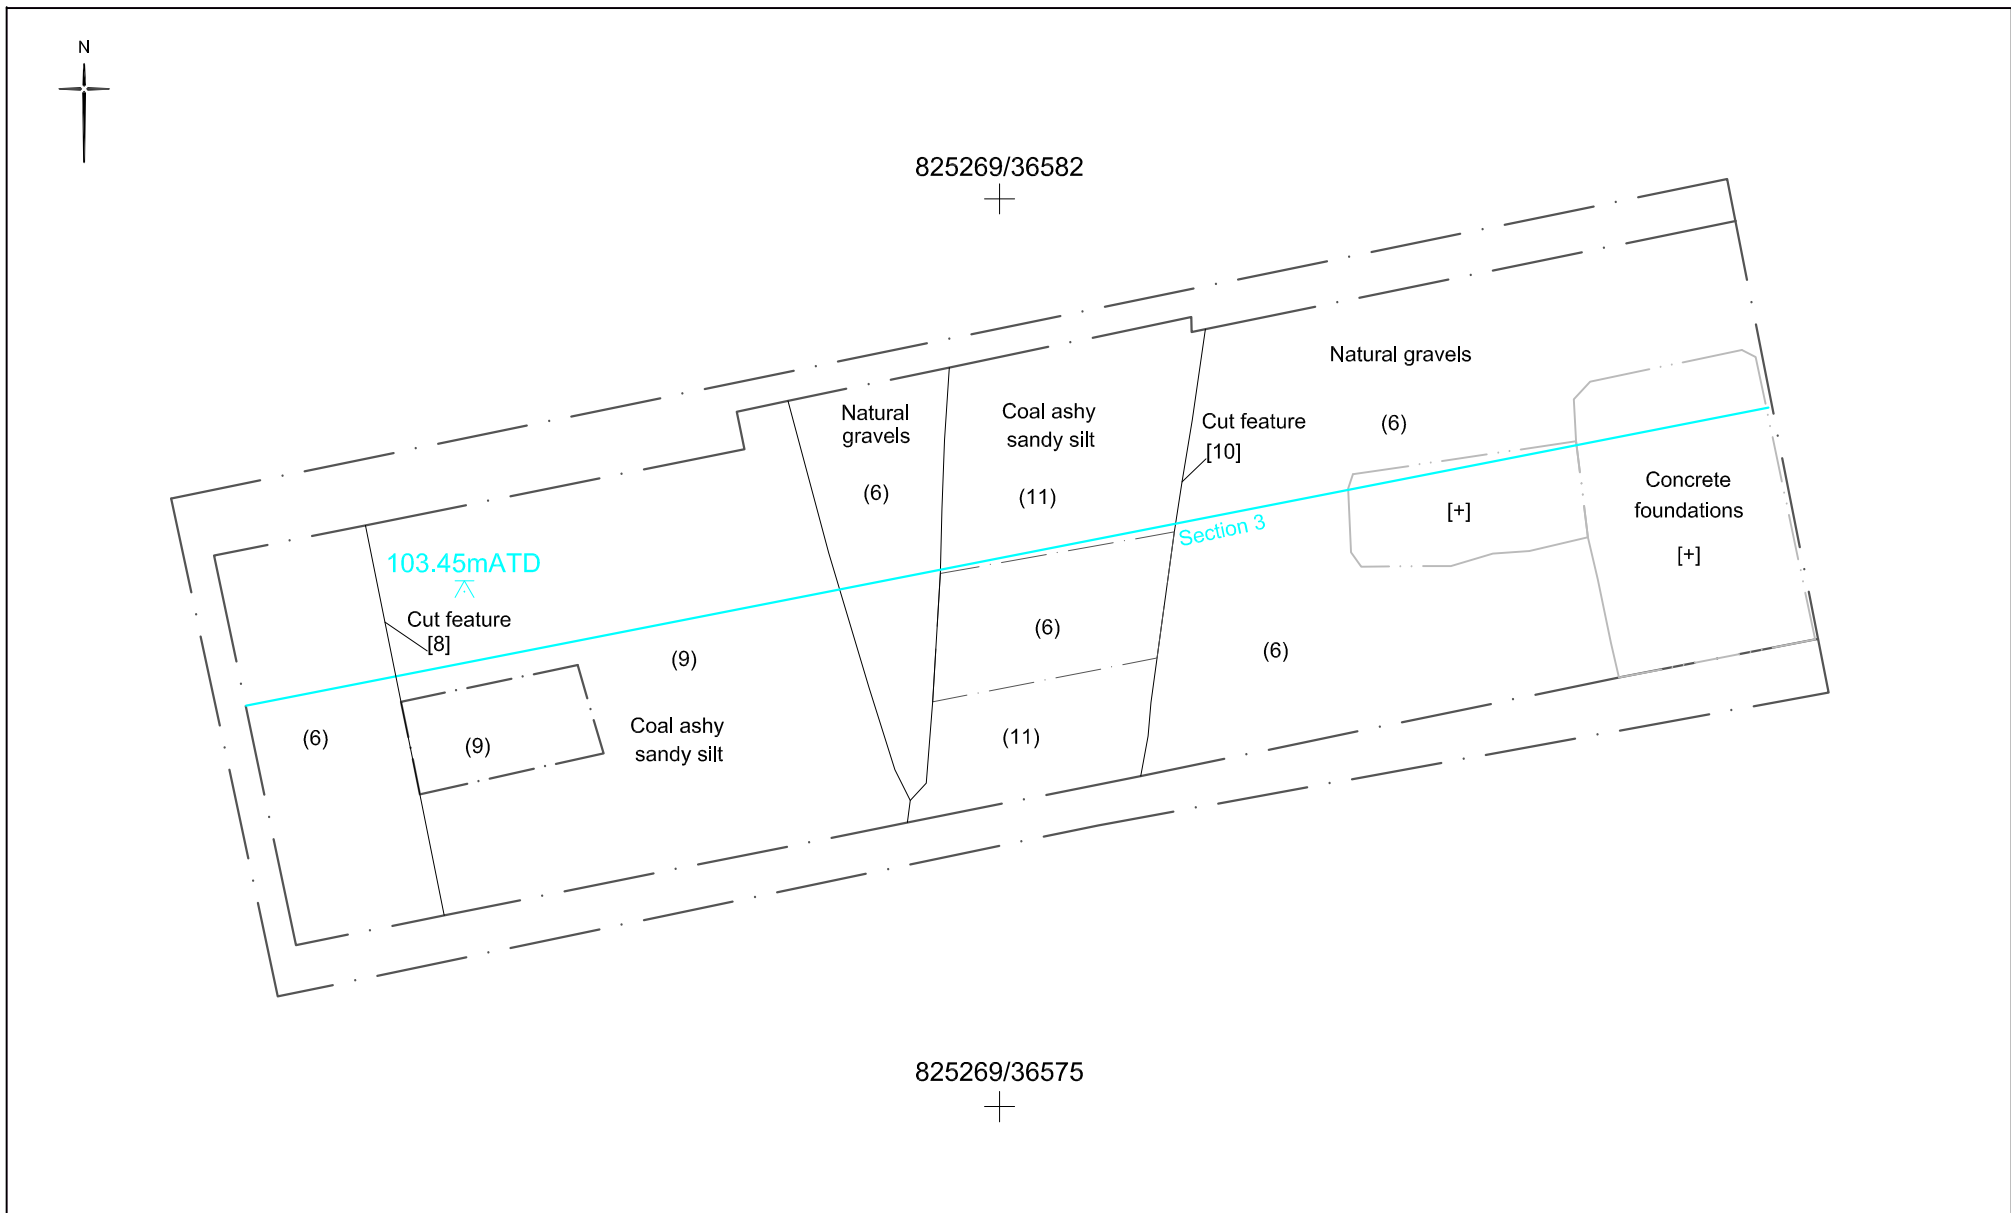 N
825269/36582
Natural gravels
(6)
Natural
gravels
(6)
Coal ashy
sandy silt
(11)
Cut feature
[10]
Section 3
[+]
Concrete
foundations
[+]
103.45mATD
Cut feature
[8]
(9)
(6)
(6)
(6)
(9)
Coal ashy
sandy silt
(11)
825269/36575